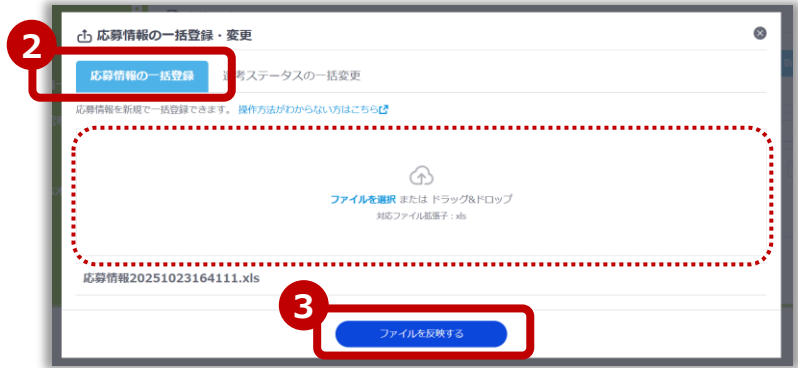 応募情報の一括登録・変更
2
応募情報の一括登録
考ステータスの一括変更
応募情報を新規で一括登録できます。 操作方法がわからない方はこちら
ファイルを選択 または ドラッグ&ドロップ
対応ファイル拡張子：xls
応募情報20251023164111.xls
3
ファイルを反映する